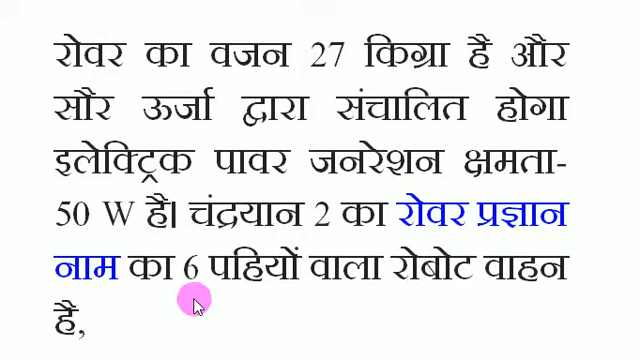 रोवर का वजन 27 किग्रा है और
सौर ऊर्जा द्वारा संचालित होगा
इलेक्ट्रिक पावर जनरेशन क्षमता-
50 W है। चंद्रयान 2 का रोवर प्रज्ञान
नाम का 6 पहियों वाला रोबोट वाहन
है,